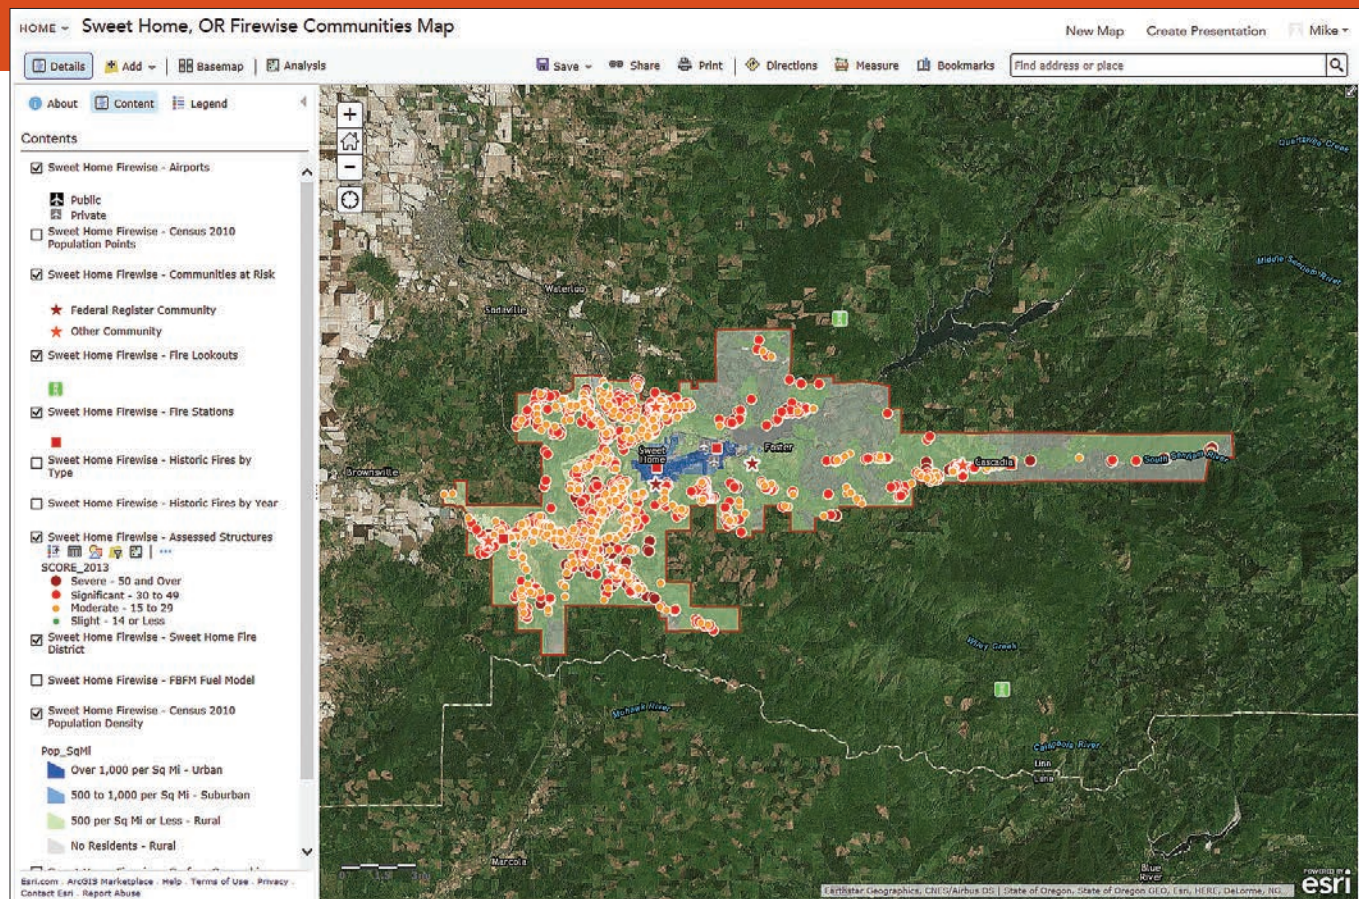 HOME Sweet Home, OR Firewise Communities Map
New Map Create Presentation Mike
Details Add Basemap Analysis
Save Share Print Directions Measure Bookmarks Find address or place
About Content Legend
Contents
Sweet Home Firewise - Airports
Public
Private
Sweet Home Firewise - Census 2010
Population Points
Sweet Home Firewise - Communities at Risk
Federal Register Community
Other Community
Sweet Home Firewise - Fire Lookouts
Sweet Home Firewise - Fire Stations
Sweet Home Firewise - Historic Fires by
Type
Sweet Home Firewise - Historic Fires by Year
Sweet Home Firewise - Assessed Structures
SCORE_2013
Severe - 50 and Over
Significant - 30 to 49
Moderate - 15 to 29
Slight - 14 or Less
Sweet Home Firewise - Sweet Home Fire
District
Sweet Home Firewise - FBFM Fuel Model
Sweet Home Firewise - Census 2010
Population Density
Pop_SqMi
Over 1,000 per Sq Mi - Urban
500 to 1,000 per Sq Mi - Suburban
500 per Sq Mi or Less - Rural
No Residents - Rural
Esri.com . ArcGIS Marketplace . Help . Terms of Use . Privacy .
Contact Esri . Report Abuse
Quartzville Creek
Middle Santiam River
Waterloo
Sodaville
Sweet
Home
Foster
Cascadia
South Santiam River
Brownsville
Wiley Creek
Mohawk River
Calapooia River
Linn
Lane
Marcola
Blue
River
Earthstar Geographics, CNES/Airbus DS | State of Oregon, State of Oregon GEO, Esri, HERE, DeLorme, NG...
POWERED BY
esri